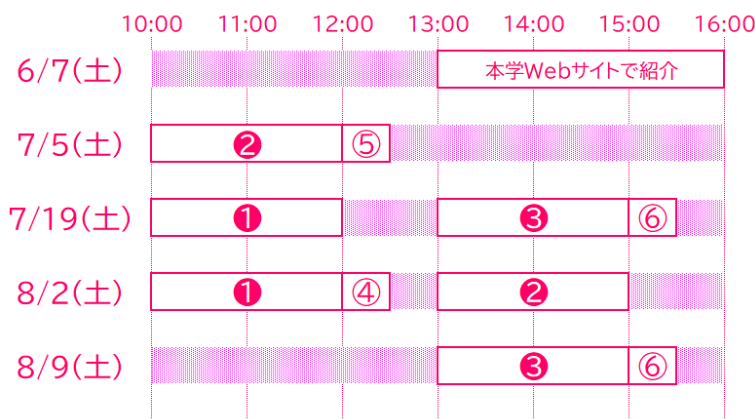 10:00 11:00 12:00 13:00 14:00 15:00 16:00
6/7(土) 本学Webサイトで紹介
7/5(土) ❷ ⑤
7/19(土) ❶ ❸ ⑥
8/2(土) ❶ ④ ❷
8/9(土) ❸ ⑥